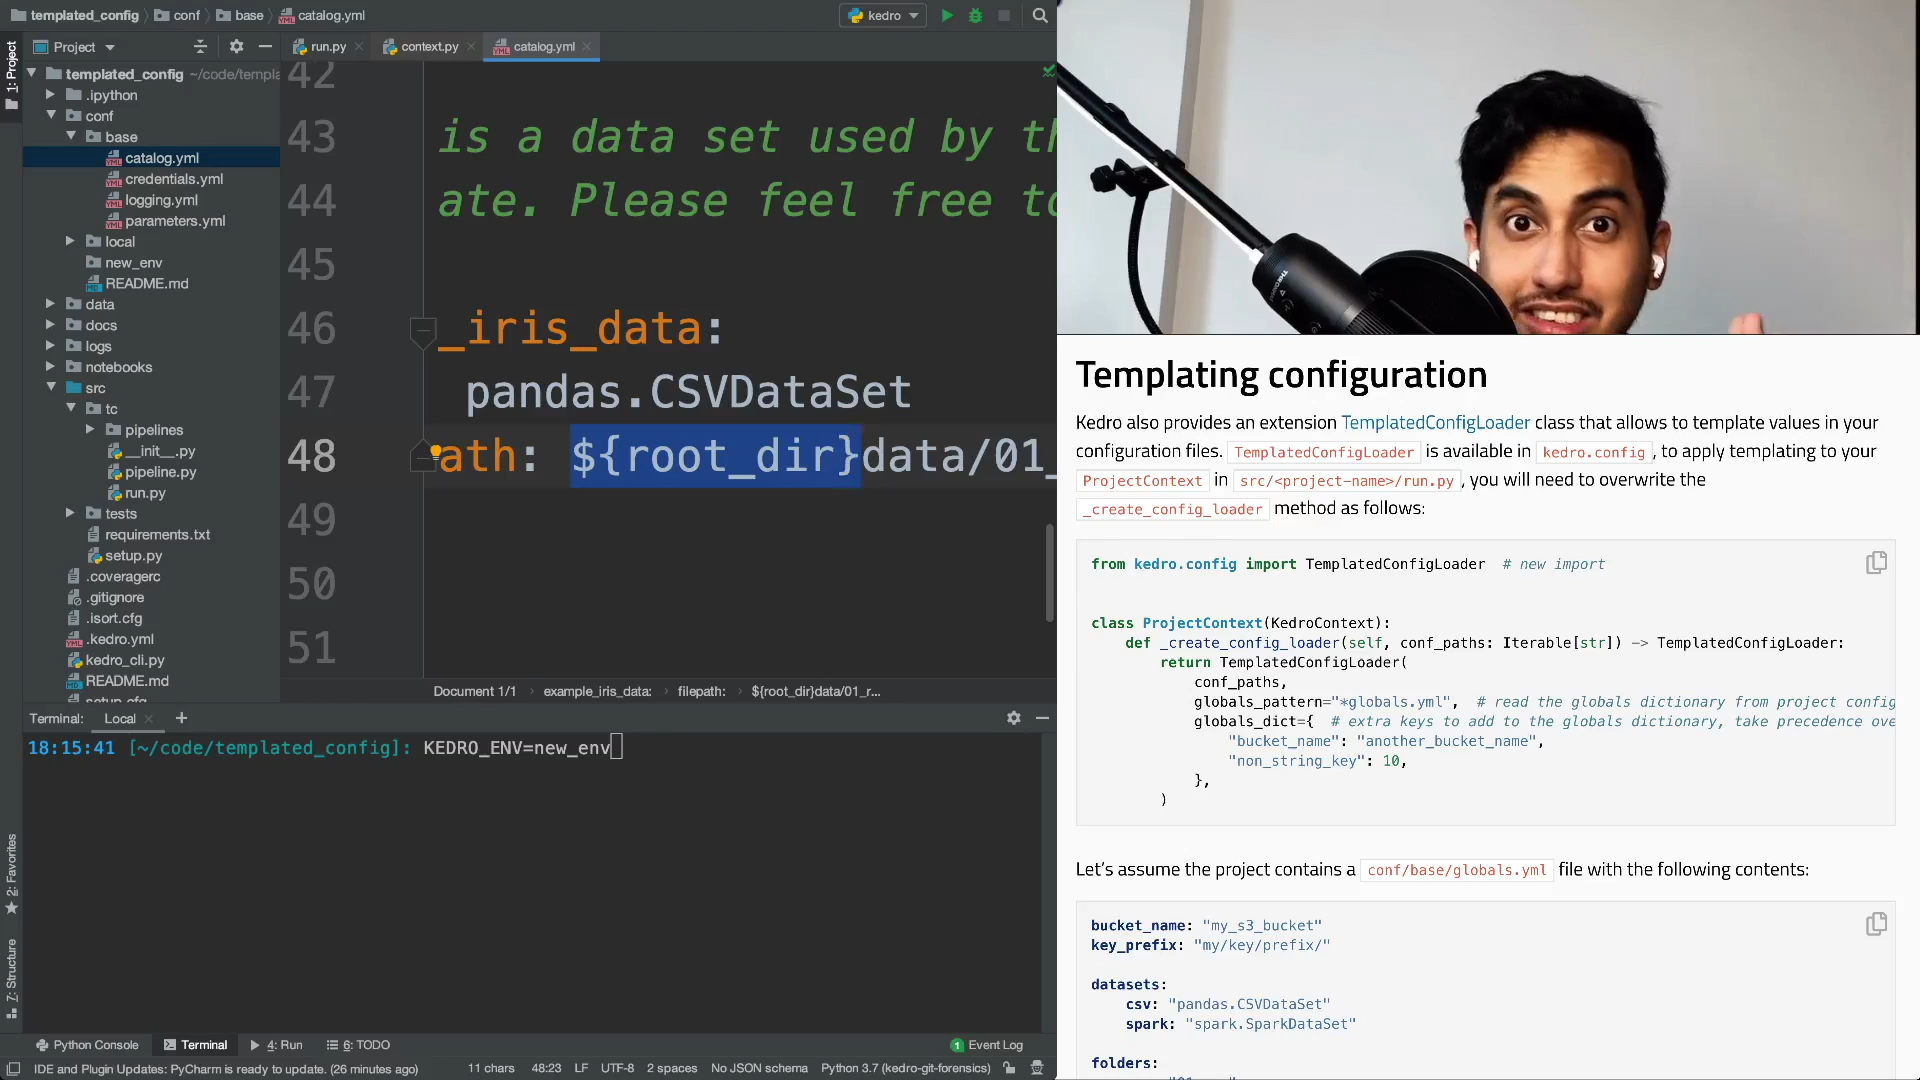 templated_config conf base catalog.yml
kedro
Project
run.py context.py catalog.yml
1: Project
templated_config ~/code/templa
.ipython
conf
base
catalog.yml
credentials.yml
logging.yml
parameters.yml
local
new_env
README.md
data
docs
logs
notebooks
src
tc
pipelines
__init__.py
pipeline.py
run.py
tests
requirements.txt
setup.py
.coveragerc
.gitignore
.isort.cfg
.kedro.yml
kedro_cli.py
README.md
setup.cfg
42
43 is a data set used by th
44 ate. Please feel free to
45
46 _iris_data:
47 pandas.CSVDataSet
48 ath: ${root_dir}data/01_
49
50
51
Document 1/1 example_iris_data: filepath: ${root_dir}data/01_r...
Terminal: Local +
18:15:41 [~/code/templated_config]: KEDRO_ENV=new_env
2: Favorites
7: Structure
Python Console Terminal 4: Run 6: TODO 1 Event Log
IDE and Plugin Updates: PyCharm is ready to update. (26 minutes ago) 11 chars 48:23 LF UTF-8 2 spaces No JSON schema Python 3.7 (kedro-git-forensics)
Templating configuration
Kedro also provides an extension TemplatedConfigLoader class that allows to template values in your
configuration files. TemplatedConfigLoader is available in kedro.config, to apply templating to your
ProjectContext in src/<project-name>/run.py, you will need to overwrite the
_create_config_loader method as follows:
from kedro.config import TemplatedConfigLoader # new import
class ProjectContext(KedroContext):
def _create_config_loader(self, conf_paths: Iterable[str]) -> TemplatedConfigLoader:
return TemplatedConfigLoader(
conf_paths,
globals_pattern="*globals.yml", # read the globals dictionary from project config
globals_dict={ # extra keys to add to the globals dictionary, take precedence ove
"bucket_name": "another_bucket_name",
"non_string_key": 10,
},
)
Let's assume the project contains a conf/base/globals.yml file with the following contents:
bucket_name: "my_s3_bucket"
key_prefix: "my/key/prefix/"
datasets:
csv: "pandas.CSVDataSet"
spark: "spark.SparkDataSet"
folders: